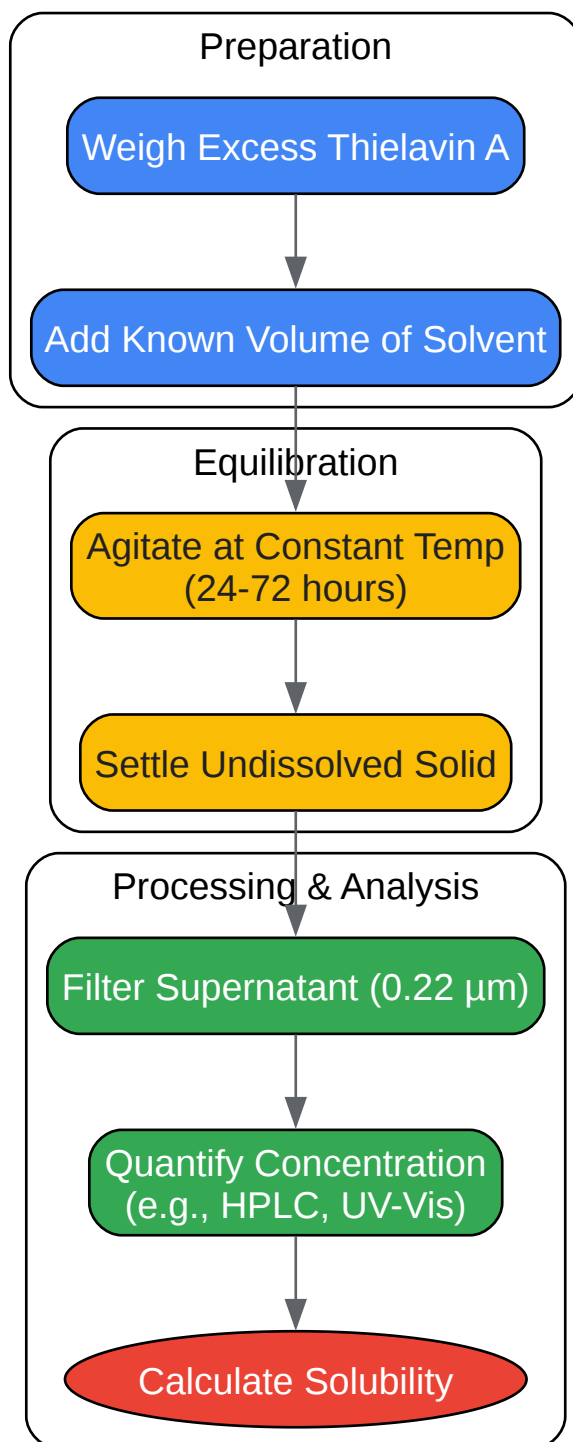 Preparation
Weigh Excess Thielavin A
Add Known Volume of Solvent
Equilibration
Agitate at Constant Temp
(24-72 hours)
Settle Undissolved Solid
Processing & Analysis
Filter Supernatant (0.22 µm)
Quantify Concentration
(e.g., HPLC, UV-Vis)
Calculate Solubility